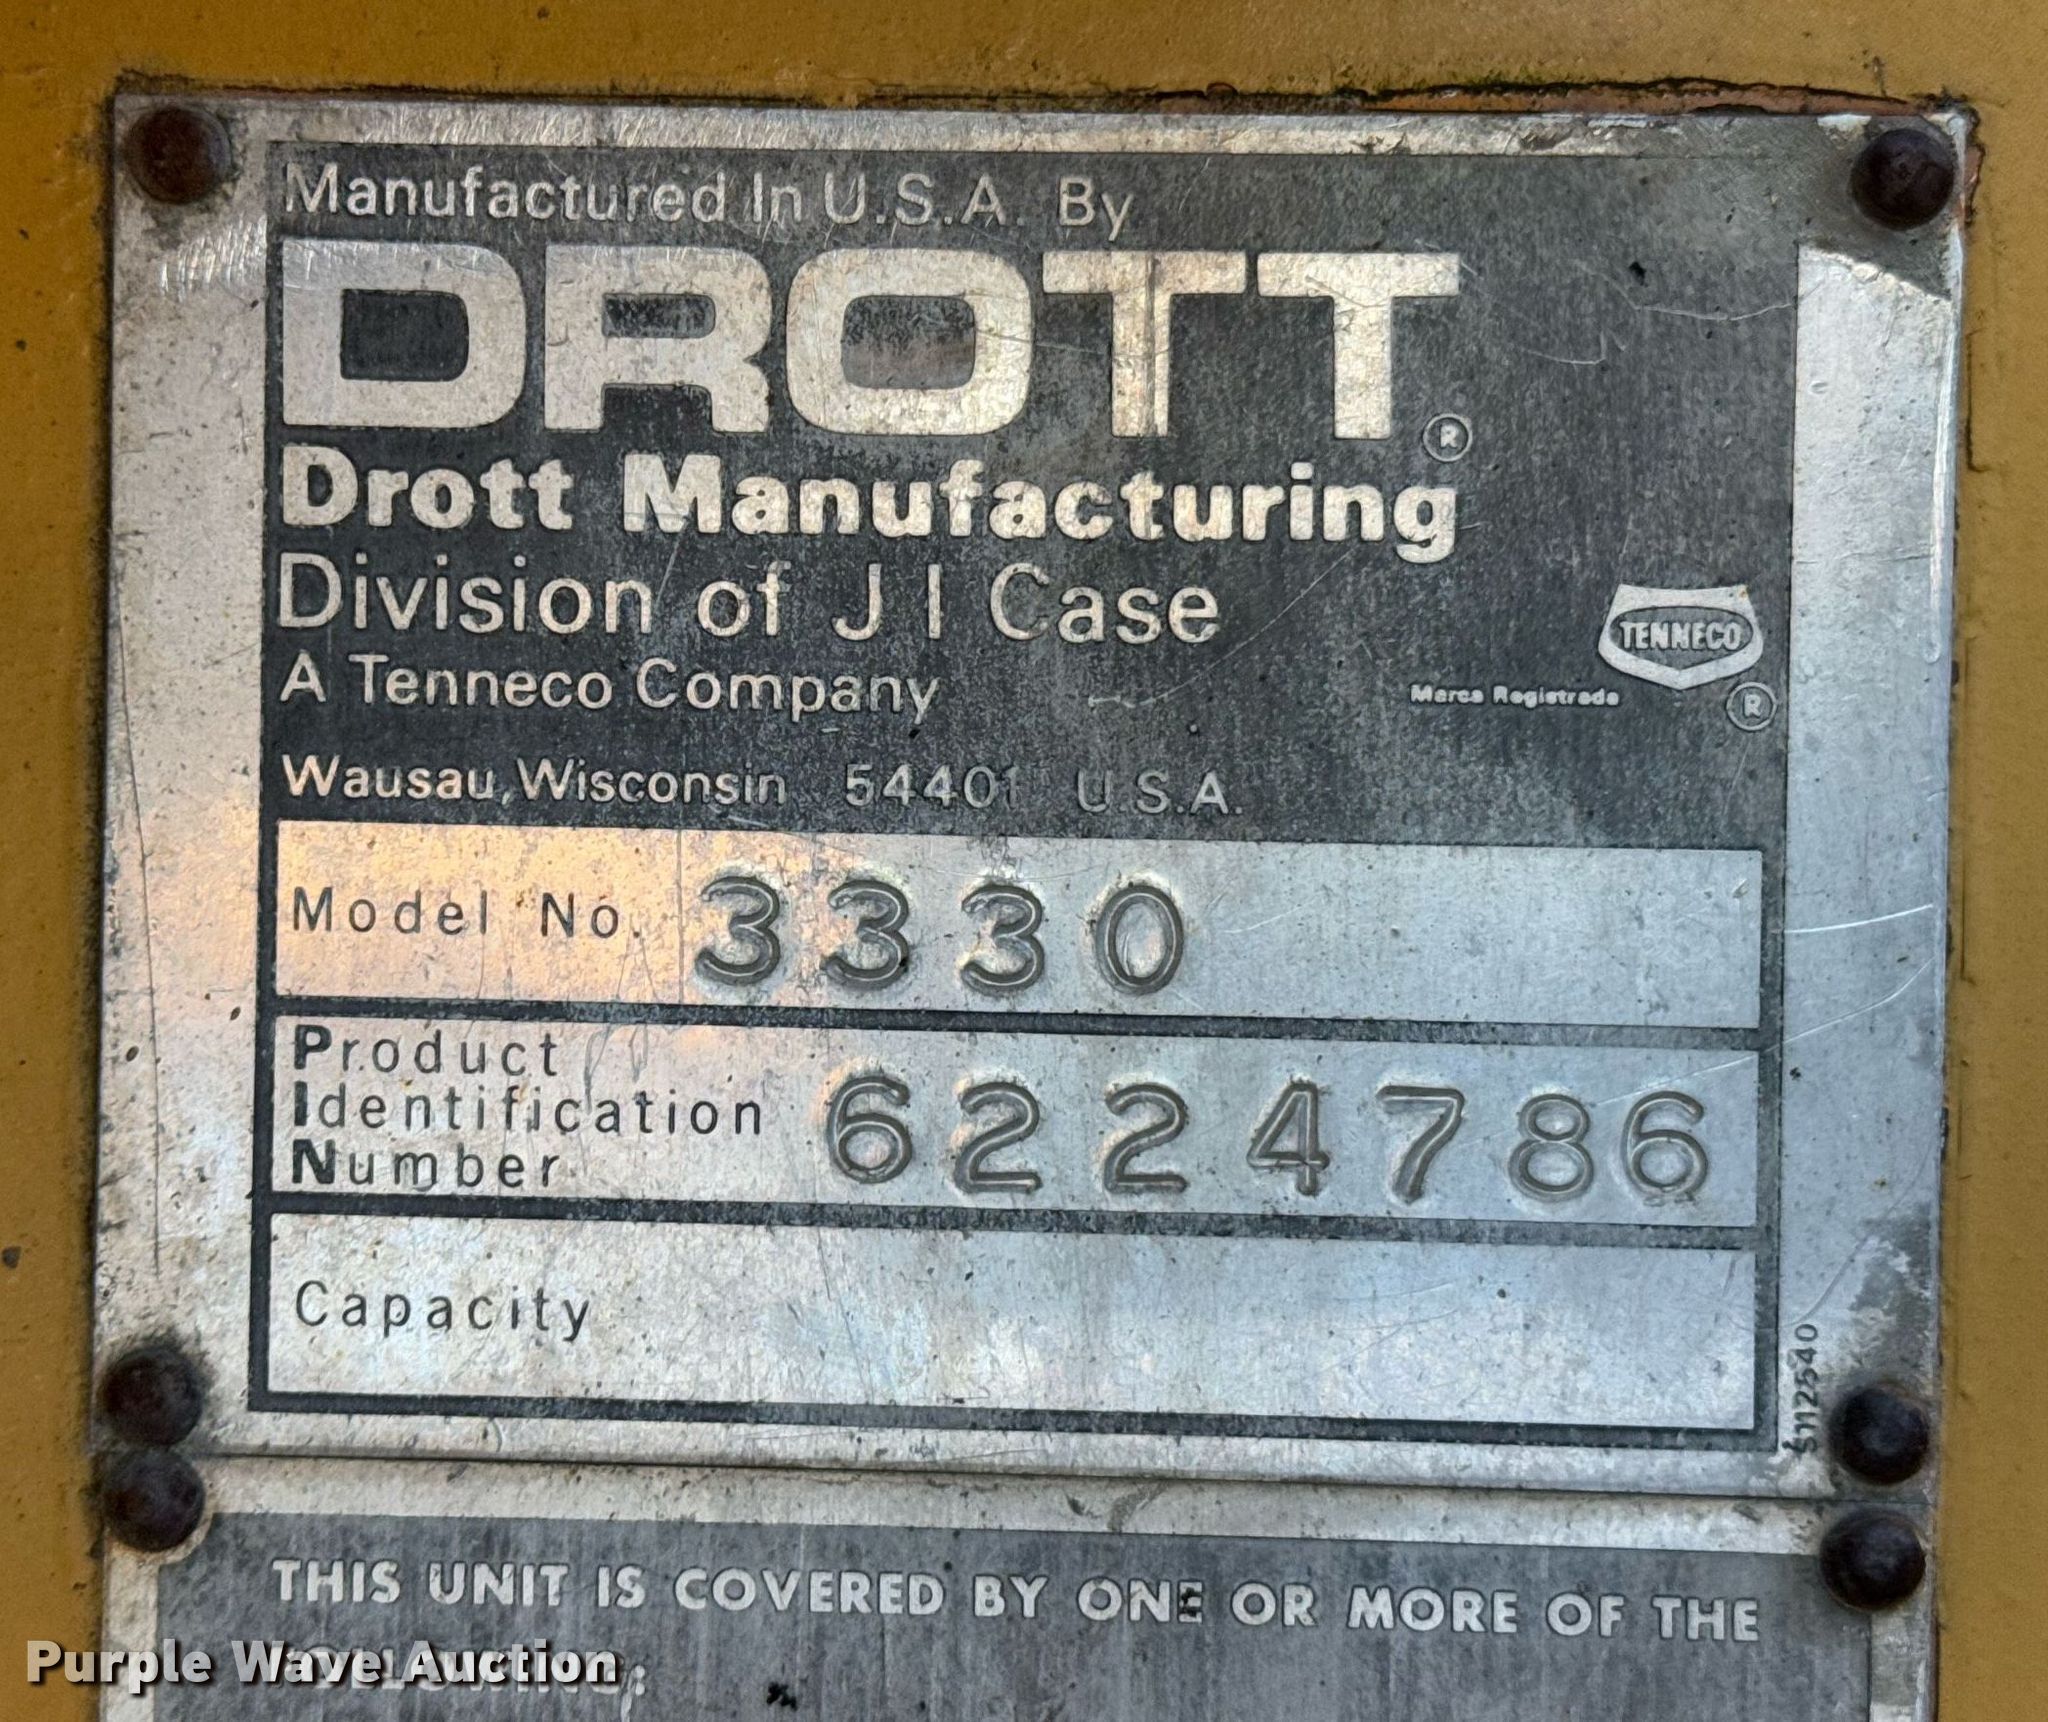 Manufactured In U.S.A. By
DROTT ®
Drott Manufacturing
Division of J I Case
A Tenneco Company
TENNECO
Marca Registrada ®
Wausau, Wisconsin 54401 U.S.A.
Model No. 3330
Product
Identification
Number
6224786
Capacity
S1125540
THIS UNIT IS COVERED BY ONE OR MORE OF THE
Purple Wave Auction